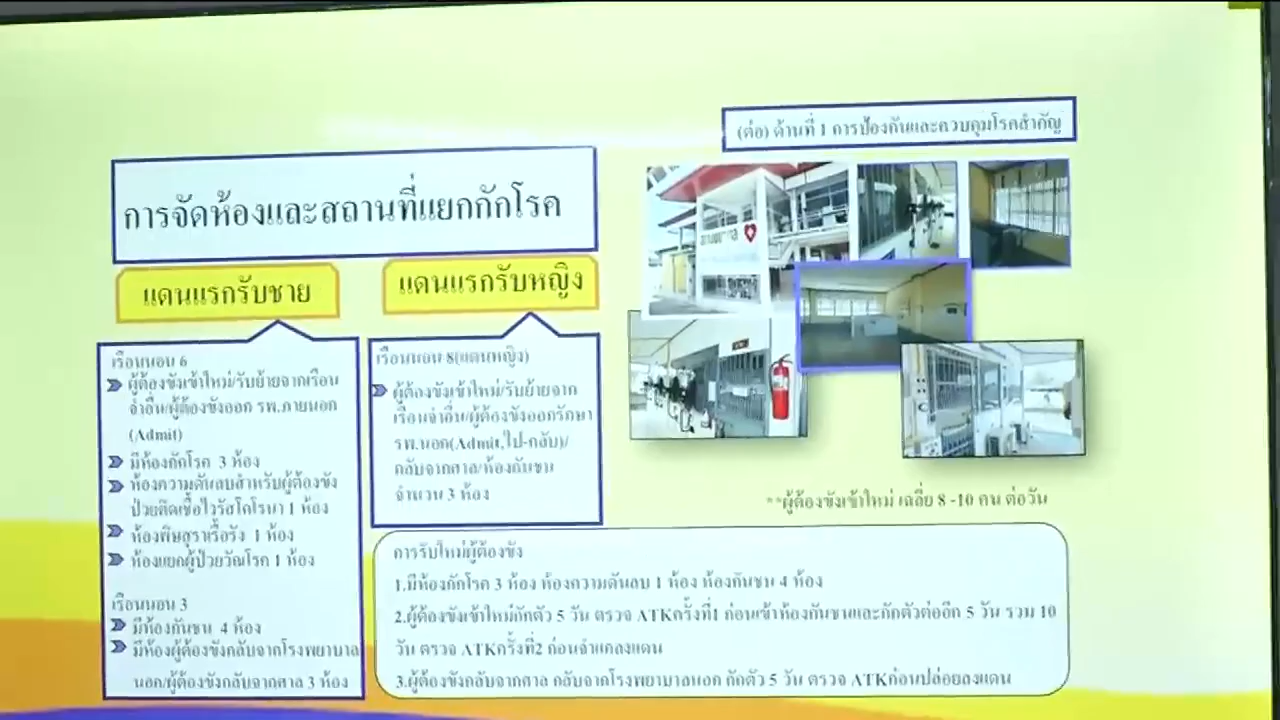 (ต่อ) ด้านที่ 1 การป้องกันและควบคุมโรคสำคัญ
การจัดห้องและสถานที่แยกกักโรค
แดนแรกรับชาย
เรือนนอน 6
ผู้ต้องขังเข้าใหม่/รับย้ายจากเรือน
จำอื่น/ผู้ต้องขังออก รพ.ภายนอก
(Admit)
มีห้องกักโรค 3 ห้อง
ห้องความดันลบสำหรับผู้ต้องขัง
ป่วยติดเชื้อไวรัสโคโรนา 1 ห้อง
ห้องพิษสุราเรื้อรัง 1 ห้อง
ห้องแยกผู้ป่วยวัณโรค 1 ห้อง
เรือนนอน 3
มีห้องกันชน 4 ห้อง
มีห้องผู้ต้องขังกลับจากโรงพยาบาล
นอก/ผู้ต้องขังกลับจากศาล 3 ห้อง
แดนแรกรับหญิง
เรือนนอน 8(แดนหญิง)
ผู้ต้องขังเข้าใหม่/รับย้ายจาก
เรือนจำอื่น/ผู้ต้องขังออกรักษา
รพ.นอก(Admit,ไป-กลับ)/
กลับจากศาล/ห้องกันชน
จำนวน 3 ห้อง
**ผู้ต้องขังเข้าใหม่ เฉลี่ย 8 -10 คน ต่อวัน
การรับใหม่ผู้ต้องขัง
1.มีห้องกักโรค 3 ห้อง ห้องความดันลบ 1 ห้อง ห้องกันชน 4 ห้อง
2.ผู้ต้องขังเข้าใหม่กักตัว 5 วัน ตรวจ ATKครั้งที่1 ก่อนเข้าห้องกันชนและกักตัวต่ออีก 5 วัน รวม 10
วัน ตรวจ ATKครั้งที่2 ก่อนจำแนกลงแดน
3.ผู้ต้องขังกลับจากศาล กลับจากโรงพยาบาลนอก กักตัว 5 วัน ตรวจ ATKก่อนปล่อยลงแดน